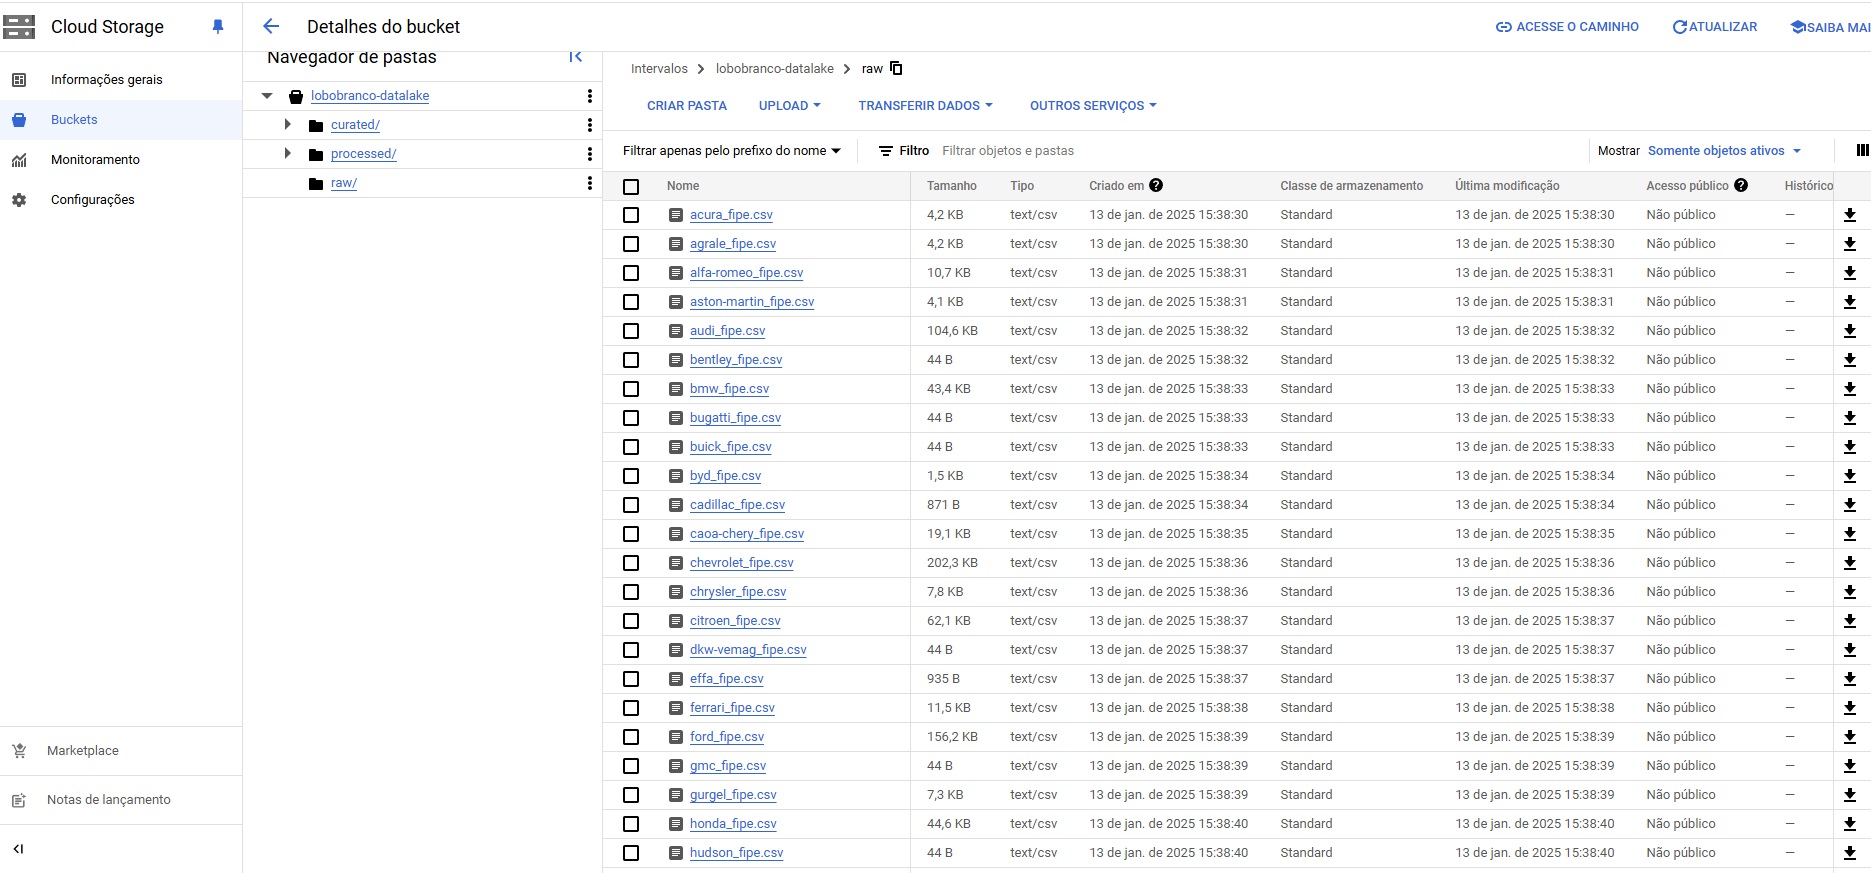 Cloud Storage
Detalhes do bucket
ACESSE O CAMINHO
ATUALIZAR
SAIBA MAI
Informações gerais
Buckets
Monitoramento
Configurações
Marketplace
Notas de lançamento
Navegador de pastas
lobobranco-datalake
curated/
processed/
raw/
Intervalos > lobobranco-datalake > raw
CRIAR PASTA UPLOAD TRANSFERIR DADOS OUTROS SERVIÇOS
Filtrar apenas pelo prefixo do nome Filtro Filtrar objetos e pastas Mostrar Somente objetos ativos
Nome Tamanho Tipo Criado em Classe de armazenamento Última modificação Acesso público Histórico
acura_fipe.csv 4,2 KB text/csv 13 de jan. de 2025 15:38:30 Standard 13 de jan. de 2025 15:38:30 Não público —
agrale_fipe.csv 4,2 KB text/csv 13 de jan. de 2025 15:38:30 Standard 13 de jan. de 2025 15:38:30 Não público —
alfa-romeo_fipe.csv 10,7 KB text/csv 13 de jan. de 2025 15:38:31 Standard 13 de jan. de 2025 15:38:31 Não público —
aston-martin_fipe.csv 4,1 KB text/csv 13 de jan. de 2025 15:38:31 Standard 13 de jan. de 2025 15:38:31 Não público —
audi_fipe.csv 104,6 KB text/csv 13 de jan. de 2025 15:38:32 Standard 13 de jan. de 2025 15:38:32 Não público —
bentley_fipe.csv 44 B text/csv 13 de jan. de 2025 15:38:32 Standard 13 de jan. de 2025 15:38:32 Não público —
bmw_fipe.csv 43,4 KB text/csv 13 de jan. de 2025 15:38:33 Standard 13 de jan. de 2025 15:38:33 Não público —
bugatti_fipe.csv 44 B text/csv 13 de jan. de 2025 15:38:33 Standard 13 de jan. de 2025 15:38:33 Não público —
buick_fipe.csv 44 B text/csv 13 de jan. de 2025 15:38:33 Standard 13 de jan. de 2025 15:38:33 Não público —
byd_fipe.csv 1,5 KB text/csv 13 de jan. de 2025 15:38:34 Standard 13 de jan. de 2025 15:38:34 Não público —
cadillac_fipe.csv 871 B text/csv 13 de jan. de 2025 15:38:34 Standard 13 de jan. de 2025 15:38:34 Não público —
caoa-chery_fipe.csv 19,1 KB text/csv 13 de jan. de 2025 15:38:35 Standard 13 de jan. de 2025 15:38:35 Não público —
chevrolet_fipe.csv 202,3 KB text/csv 13 de jan. de 2025 15:38:36 Standard 13 de jan. de 2025 15:38:36 Não público —
chrysler_fipe.csv 7,8 KB text/csv 13 de jan. de 2025 15:38:36 Standard 13 de jan. de 2025 15:38:36 Não público —
citroen_fipe.csv 62,1 KB text/csv 13 de jan. de 2025 15:38:37 Standard 13 de jan. de 2025 15:38:37 Não público —
dkw-vemag_fipe.csv 44 B text/csv 13 de jan. de 2025 15:38:37 Standard 13 de jan. de 2025 15:38:37 Não público —
effa_fipe.csv 935 B text/csv 13 de jan. de 2025 15:38:37 Standard 13 de jan. de 2025 15:38:37 Não público —
ferrari_fipe.csv 11,5 KB text/csv 13 de jan. de 2025 15:38:38 Standard 13 de jan. de 2025 15:38:38 Não público —
ford_fipe.csv 156,2 KB text/csv 13 de jan. de 2025 15:38:39 Standard 13 de jan. de 2025 15:38:39 Não público —
gmc_fipe.csv 44 B text/csv 13 de jan. de 2025 15:38:39 Standard 13 de jan. de 2025 15:38:39 Não público —
gurgel_fipe.csv 7,3 KB text/csv 13 de jan. de 2025 15:38:39 Standard 13 de jan. de 2025 15:38:39 Não público —
honda_fipe.csv 44,6 KB text/csv 13 de jan. de 2025 15:38:40 Standard 13 de jan. de 2025 15:38:40 Não público —
hudson_fipe.csv 44 B text/csv 13 de jan. de 2025 15:38:40 Standard 13 de jan. de 2025 15:38:40 Não público —